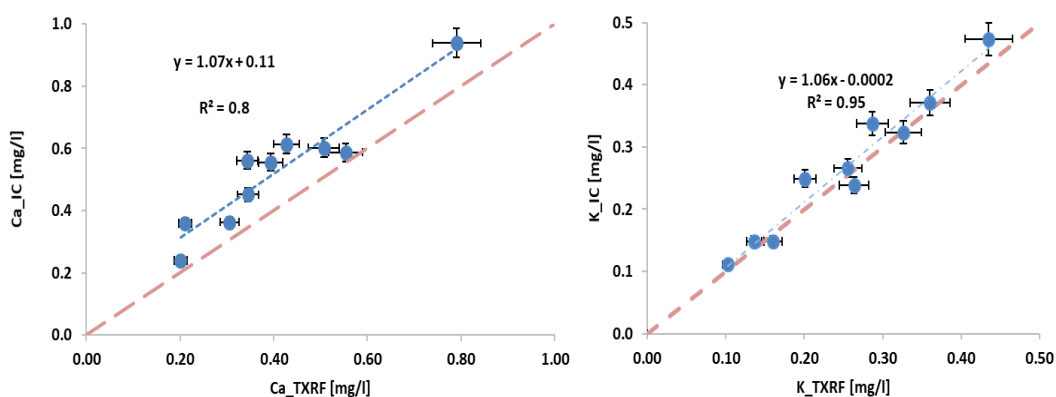 1.0
0.8
0.6
0.4
0.2
0.0
Ca_IC [mg/l]
y = 1.07x + 0.11
R² = 0.8
0.00 0.20 0.40 0.60 0.80 1.00
Ca_TXRF [mg/l]
0.5
0.4
0.3
0.2
0.1
0.0
K_IC [mg/l]
y = 1.06x - 0.0002
R² = 0.95
0.00 0.10 0.20 0.30 0.40 0.50
K_TXRF [mg/l]